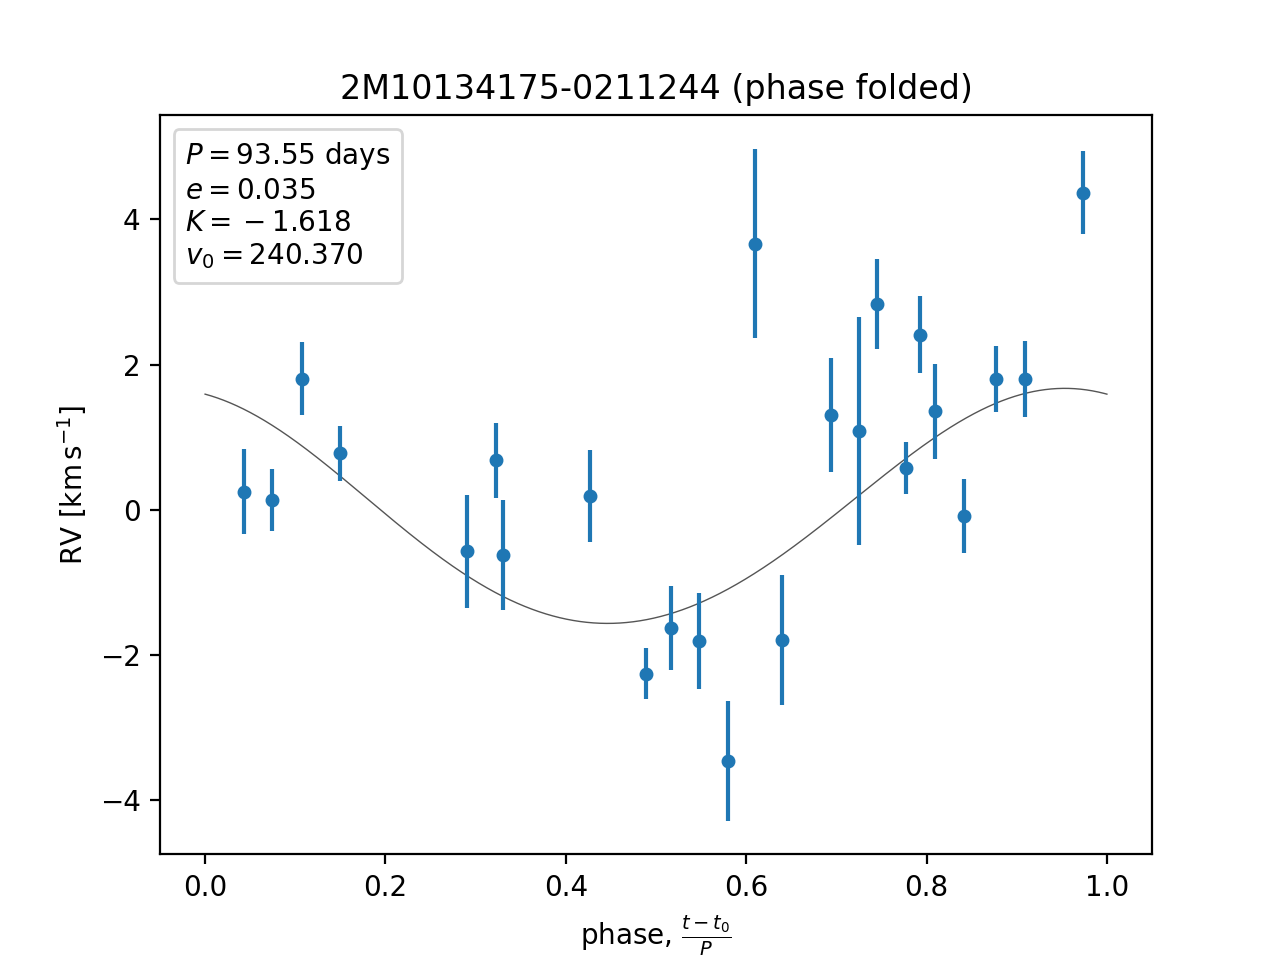 2M10134175-0211244 (phase folded)
P = 93.55 days
e = 0.035
K = −1.618
v₀ = 240.370
4
2
0
−2
−4
RV [km s⁻¹]
0.0 0.2 0.4 0.6 0.8 1.0
phase, (t − t₀)/P